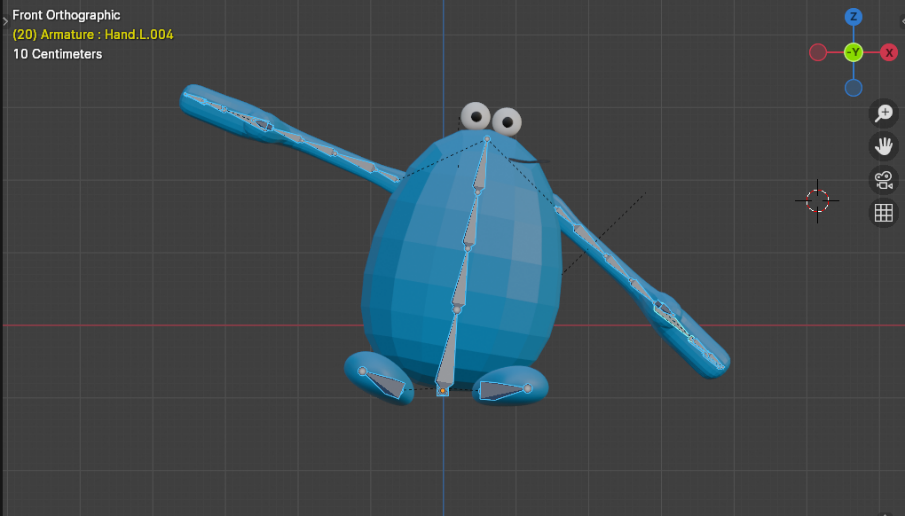 Front Orthographic
(20) Armature : Hand.L.004
10 Centimeters
Z
-Y
X